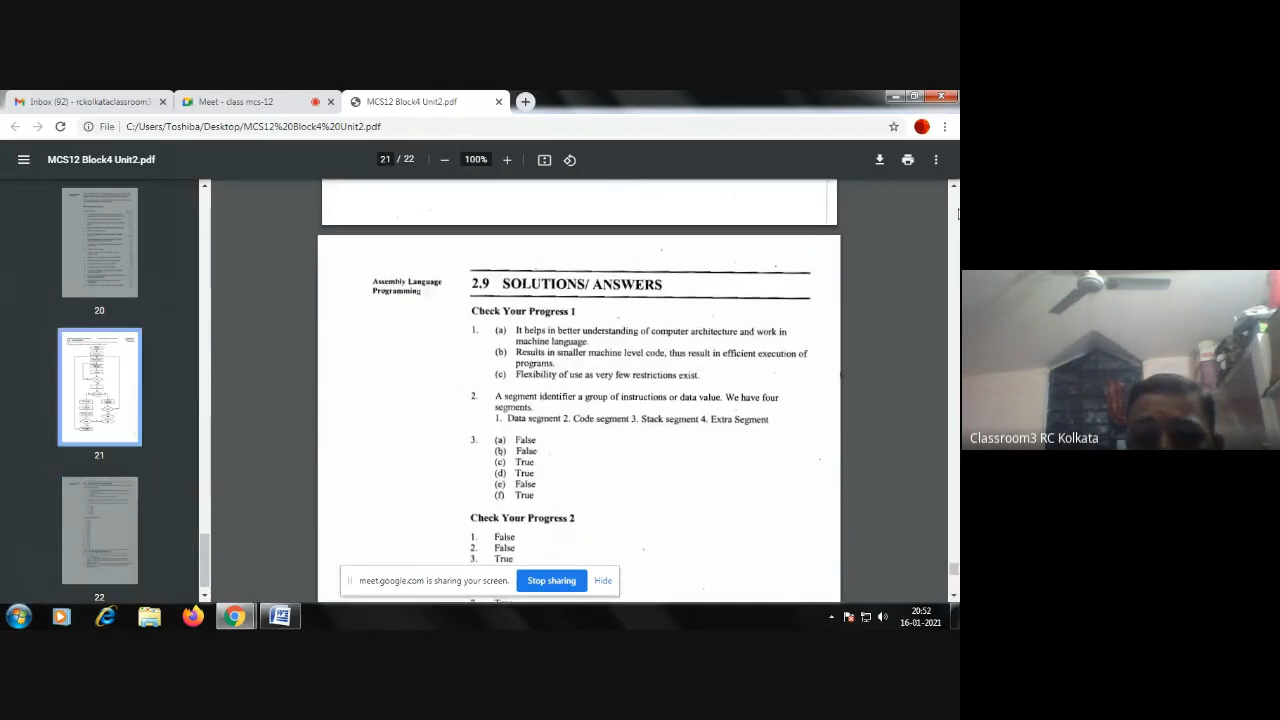 Inbox (92) - rckolkataclassroom3
Meet - class mcs-12
MCS12 Block4 Unit2.pdf
File
C:/Users/Toshiba/Desktop/MCS12%20Block4%20Unit2.pdf
MCS12 Block4 Unit2.pdf
21 / 22
100%
20
21
22
Assembly Language
Programming
2.9 SOLUTIONS/ ANSWERS
Check Your Progress 1
1. (a) It helps in better understanding of computer architecture and work in
machine language.
(b) Results in smaller machine level code, thus result in efficient execution of
programs.
(c) Flexibility of use as very few restrictions exist.
2. A segment identifier a group of instructions or data value. We have four
segments.
1. Data segment 2. Code segment 3. Stack segment 4. Extra Segment
3. (a) False
(b) False
(c) True
(d) True
(e) False
(f) True
Check Your Progress 2
1. False
2. False
3. True
meet.google.com is sharing your screen.
Stop sharing
Hide
20:52
16-01-2021
Classroom3 RC Kolkata